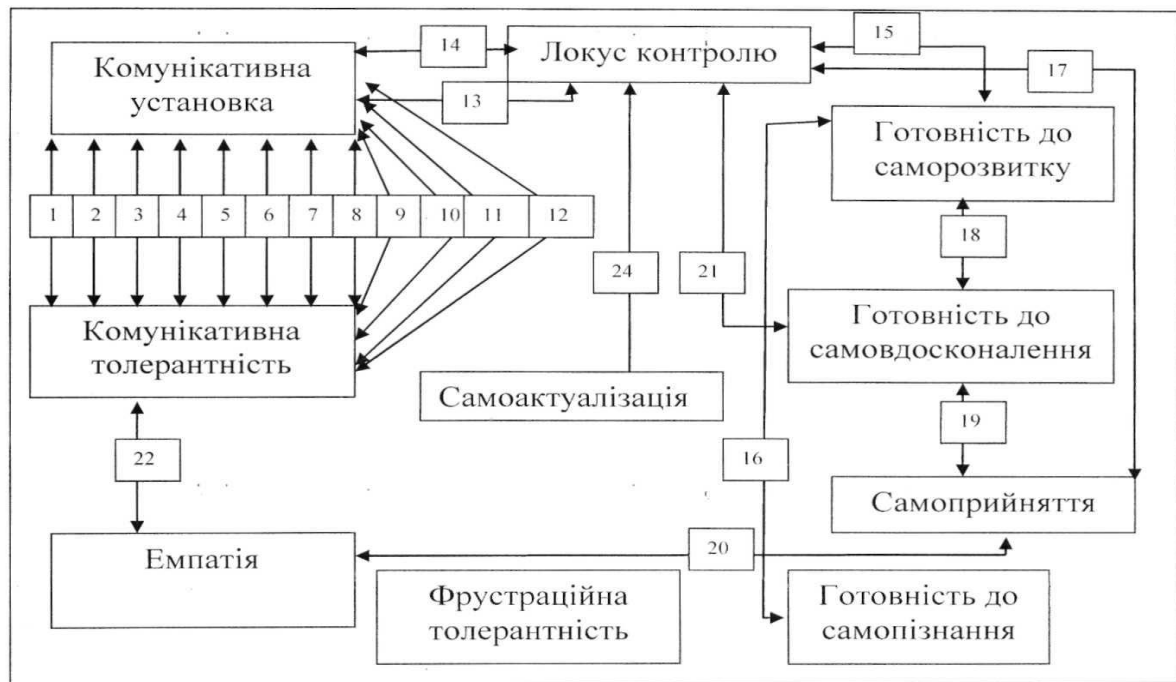 14
Локус контролю
15
17
Комунікативна
установка
13
Готовність до
саморозвитку
16
1 2 3 4 5 6 7 8 9 10 11 12
18
24
21
Комунікативна
толерантність
Готовність до
самовдосконалення
Самоактуалізація
19
22
16
Самоприйняття
20
Емпатія
Фрустраційна
толерантність
Готовність до
самопізнання